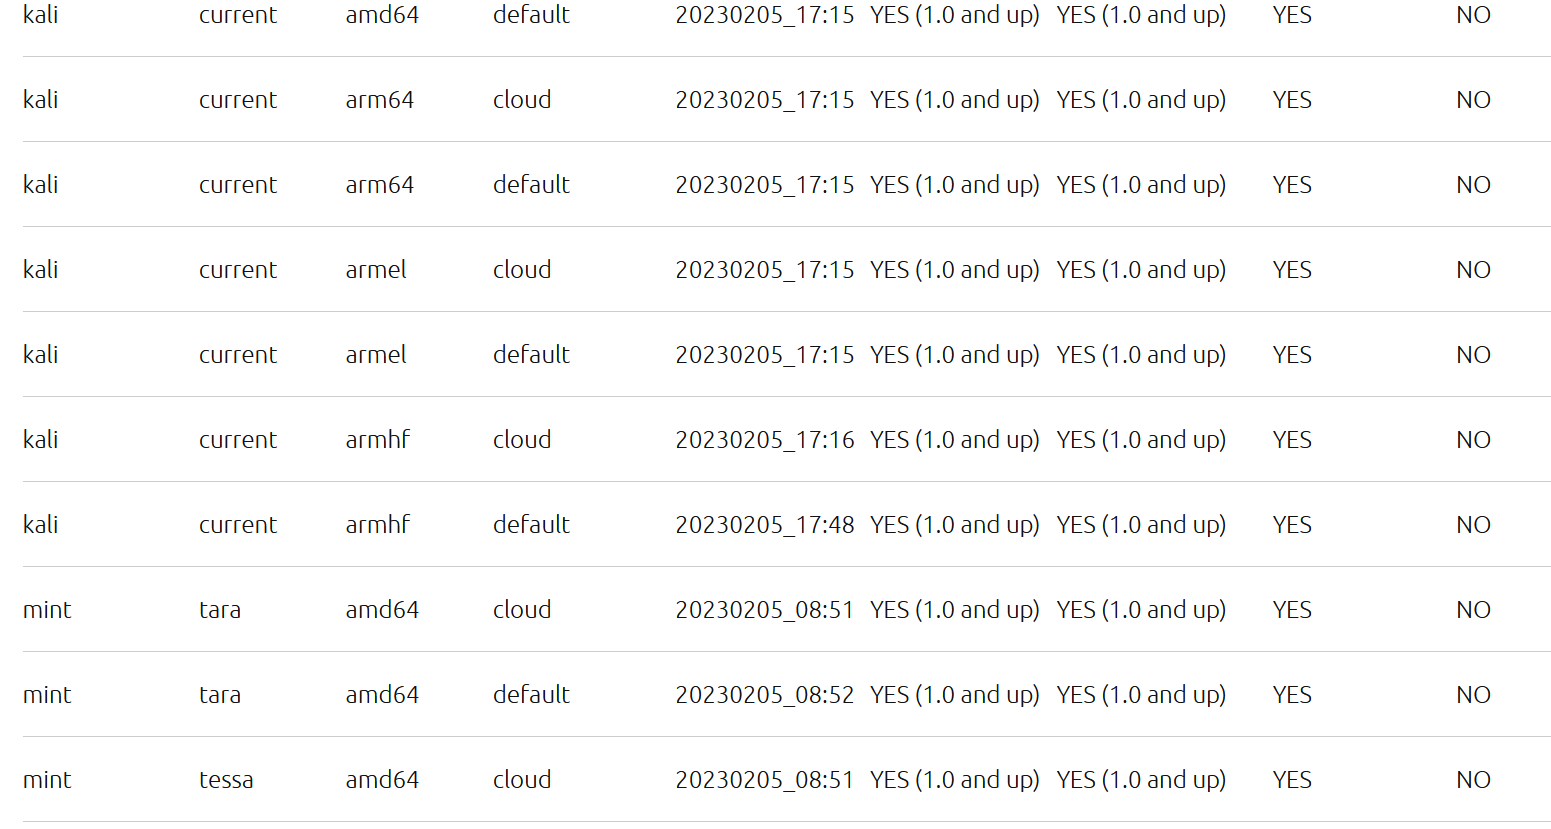 kali current amd64 default 20230205_17:15 YES (1.0 and up) YES (1.0 and up) YES NO
kali current arm64 cloud 20230205_17:15 YES (1.0 and up) YES (1.0 and up) YES NO
kali current arm64 default 20230205_17:15 YES (1.0 and up) YES (1.0 and up) YES NO
kali current armel cloud 20230205_17:15 YES (1.0 and up) YES (1.0 and up) YES NO
kali current armel default 20230205_17:15 YES (1.0 and up) YES (1.0 and up) YES NO
kali current armhf cloud 20230205_17:16 YES (1.0 and up) YES (1.0 and up) YES NO
kali current armhf default 20230205_17:48 YES (1.0 and up) YES (1.0 and up) YES NO
mint tara amd64 cloud 20230205_08:51 YES (1.0 and up) YES (1.0 and up) YES NO
mint tara amd64 default 20230205_08:52 YES (1.0 and up) YES (1.0 and up) YES NO
mint tessa amd64 cloud 20230205_08:51 YES (1.0 and up) YES (1.0 and up) YES NO